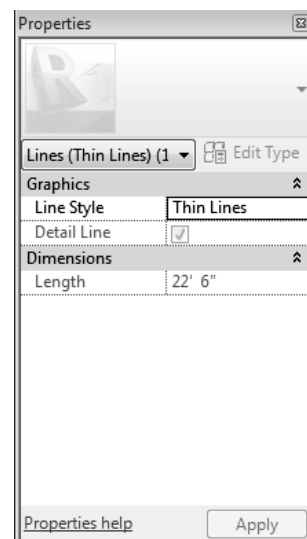 Properties
Lines (Thin Lines) (1
Edit Type
Graphics
Line Style Thin Lines
Detail Line
Dimensions
Length 22' 6"
Properties help
Apply